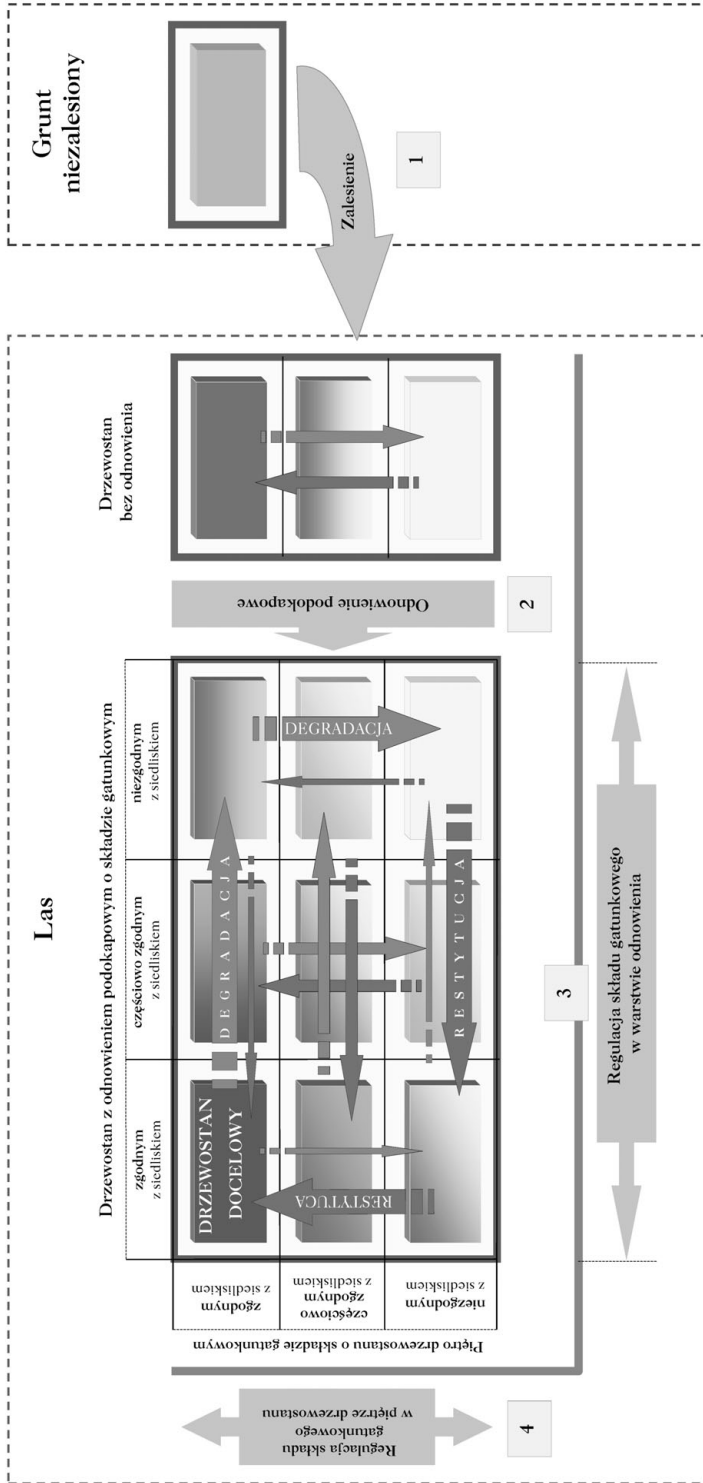 Las
Grunt
niezalesiony
Drzewostan z odnowieniem podokapowym o składzie gatunkowym
zgodnym
z siedliskiem
częściowo zgodnym
z siedliskiem
niezgodnym
z siedliskiem
Drzewostan
bez odnowienia
Piętro drzewostanu o składzie gatunkowym
zgodnym
z siedliskiem
częściowo
zgodnym
z siedliskiem
niezgodnym
z siedliskiem
DRZEWOSTAN
DOCELOWY
DEGRADACJA
DEGRADACJA
RESTYTUCA
RESTYTUCJA
Odnowienie podokapowe
2
Zalesienie
1
3
Regulacja składu gatunkowego
w warstwie odnowienia
Regulacja składu
gatunkowego
w piętrze drzewostanu
4